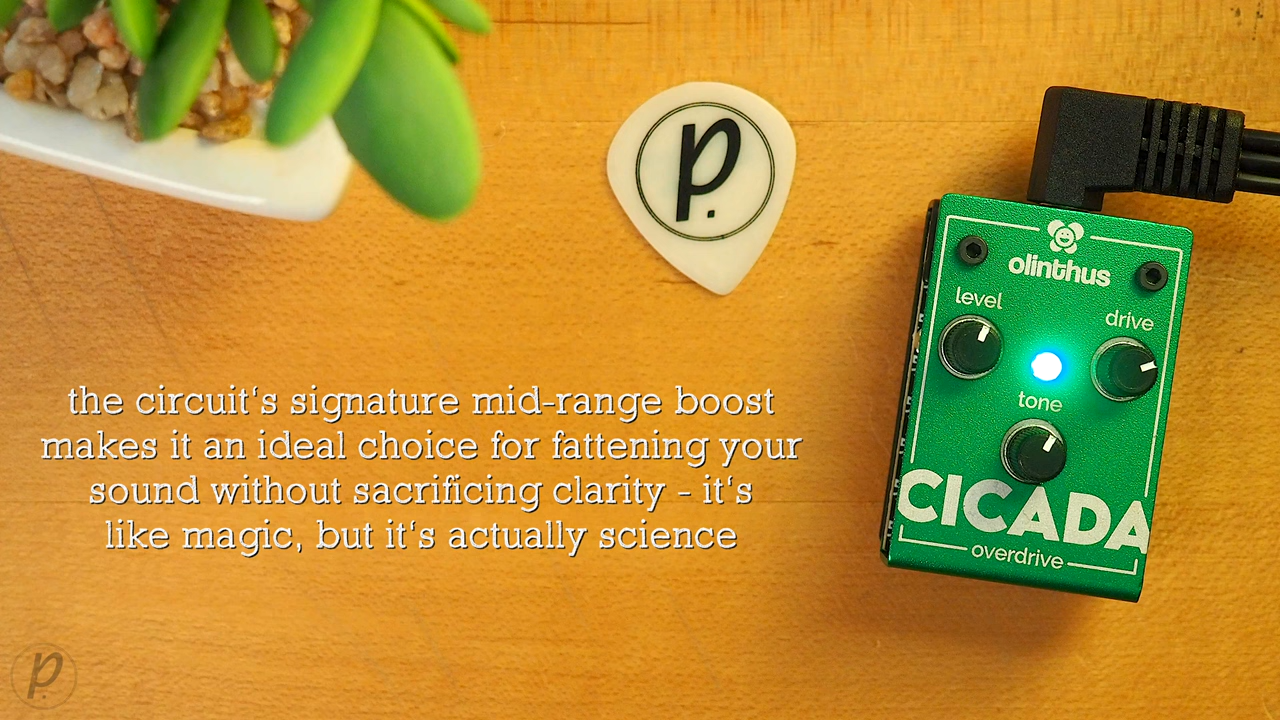 p.
olinthus
level
drive
tone
CICADA
overdrive
the circuit‘s signature mid-range boost
makes it an ideal choice for fattening your
sound without sacrificing clarity - it‘s
like magic, but it‘s actually science
p.